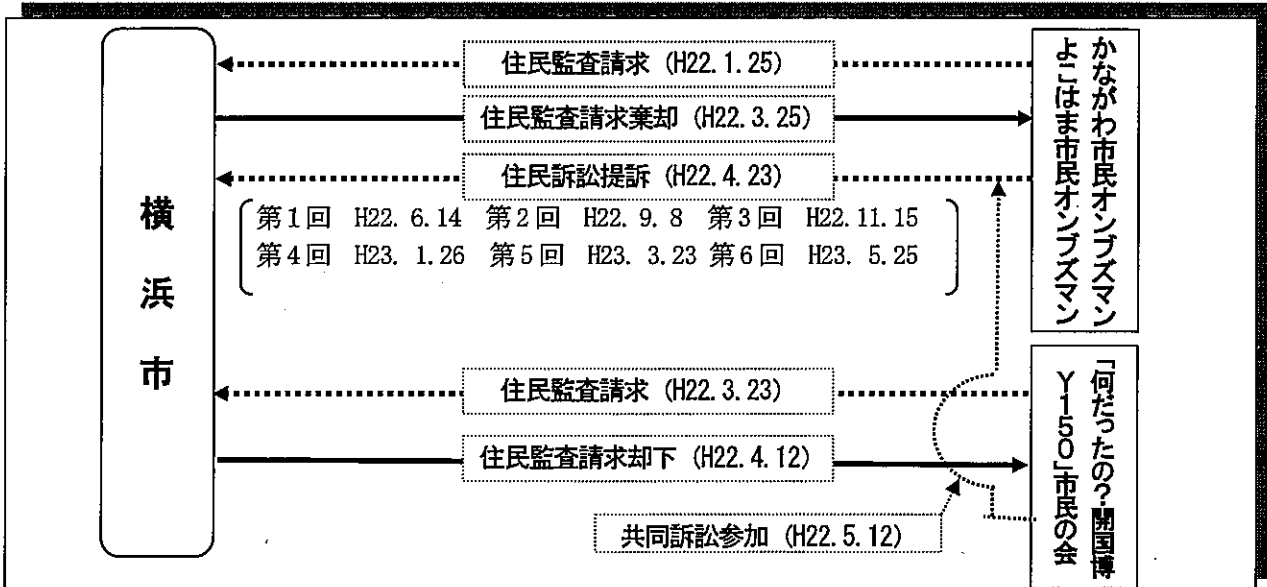 横浜市
住民監査請求 (H22.1.25)
住民監査請求棄却 (H22.3.25)
住民訴訟提訴 (H22.4.23)
第1回 H22.6.14 第2回 H22.9.8 第3回 H22.11.15
第4回 H23.1.26 第5回 H23.3.23 第6回 H23.5.25
かながわ市民オンブズマン
よこはま市民オンブズマン
住民監査請求 (H22.3.23)
住民監査請求却下 (H22.4.12)
共同訴訟参加 (H22.5.12)
「何だったの?開国博
Y150」市民の会